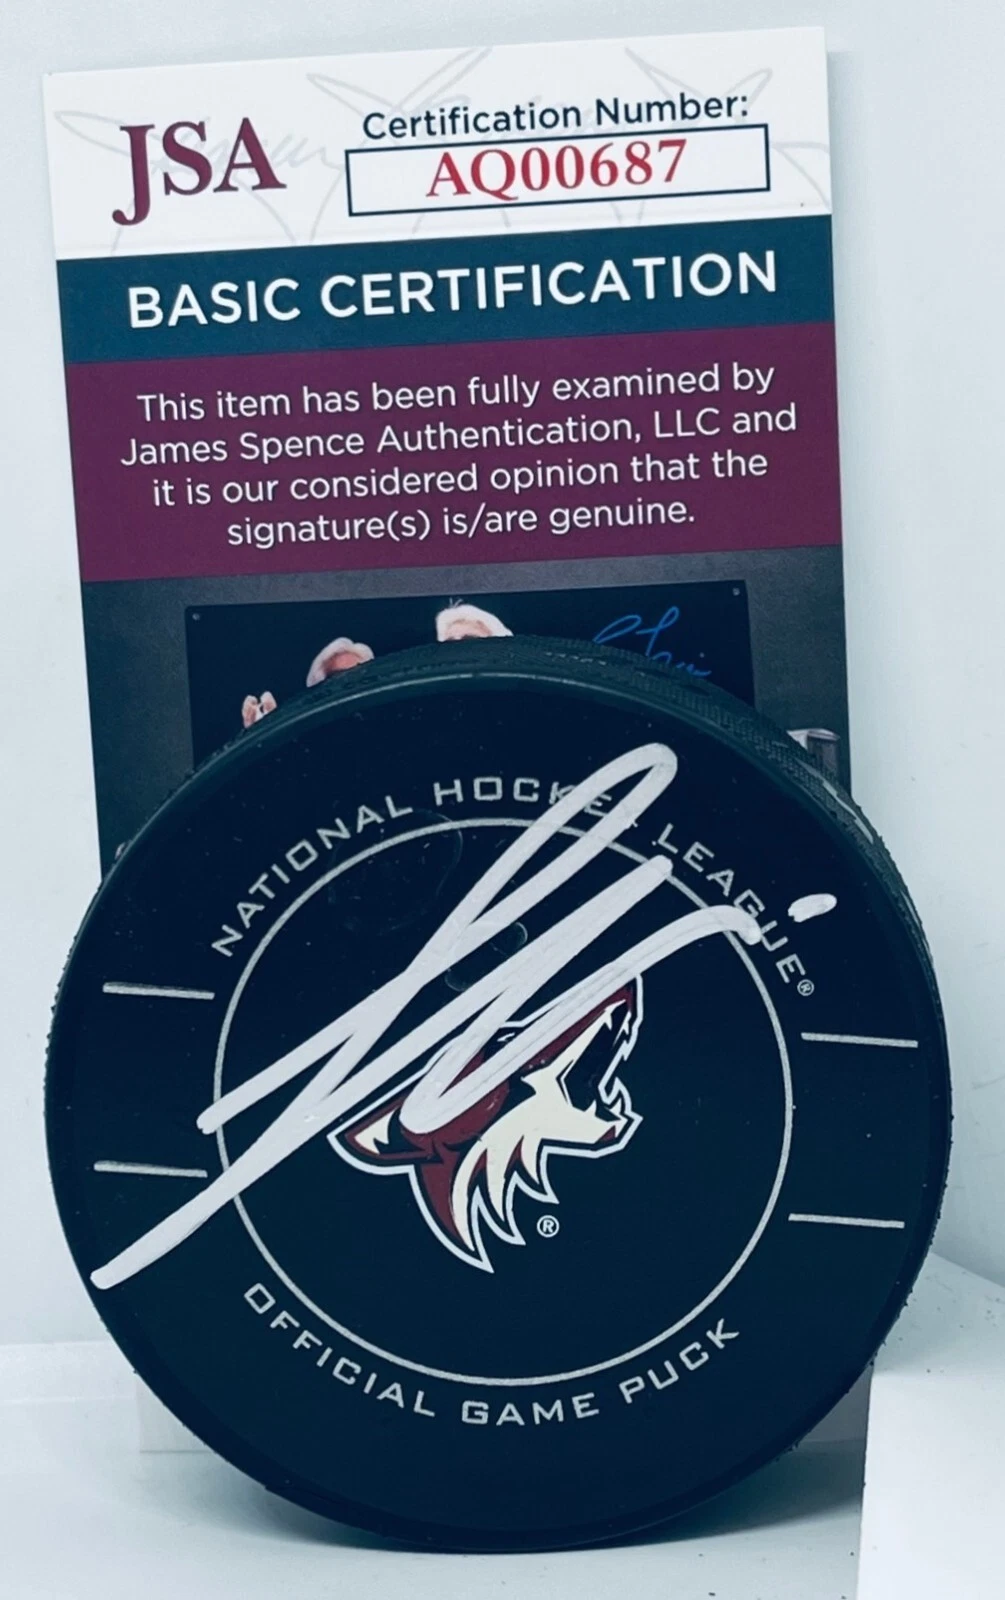 JSA
Certification Number:
AQ00687
BASIC CERTIFICATION
This item has been fully examined by
James Spence Authentication, LLC and
it is our considered opinion that the
signature(s) is/are genuine.
NATIONAL HOCKEY LEAGUE®
®
OFFICIAL GAME PUCK